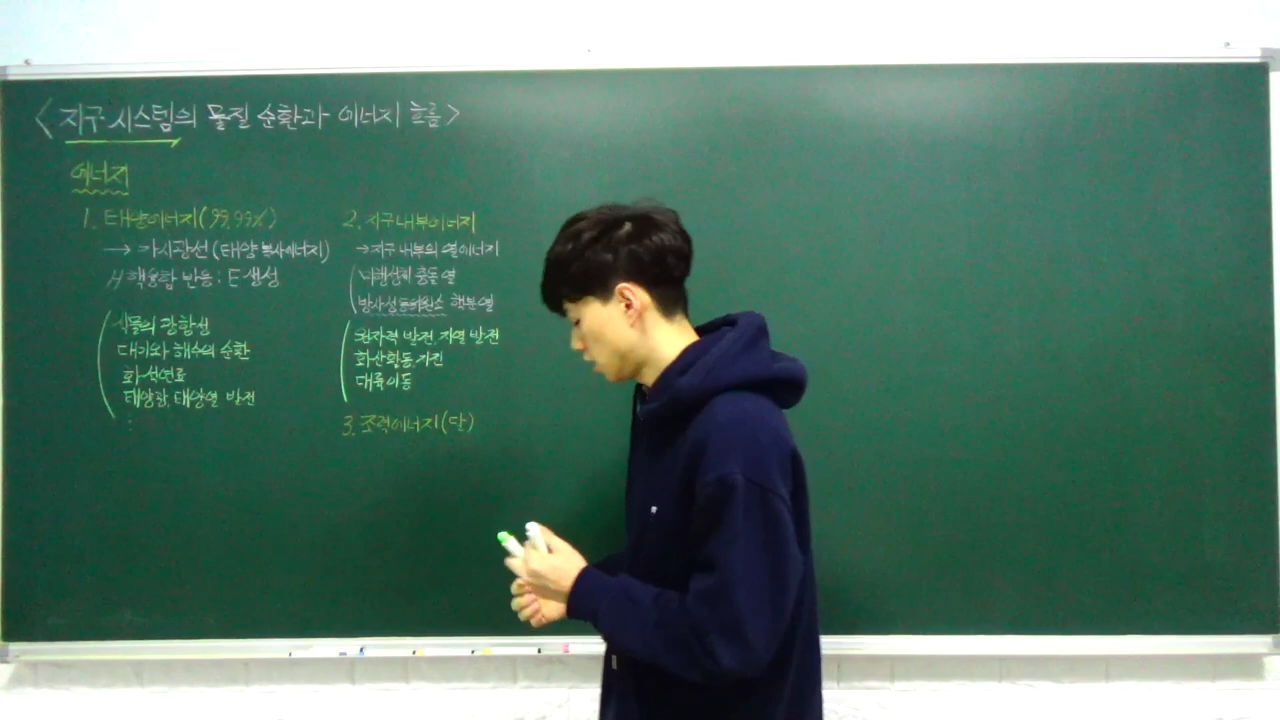 <지구시스템의 물질 순환과 에너지 흐름>
에너지
1. 태양에너지(99.99%)
→ 가시광선(태양 복사에너지)
H 핵융합 반응 : E 생성
식물의 광합성
대기와 해수의 순환
화석연료
태양광, 태양열 발전
⋮
2. 지구내부에너지
→지구 내부의 열에너지
미행성체 충돌 열
방사성동위원소 핵분열
원자력 발전, 지열 발전
화산활동, 지진
대륙이동
3. 조력에너지(달)